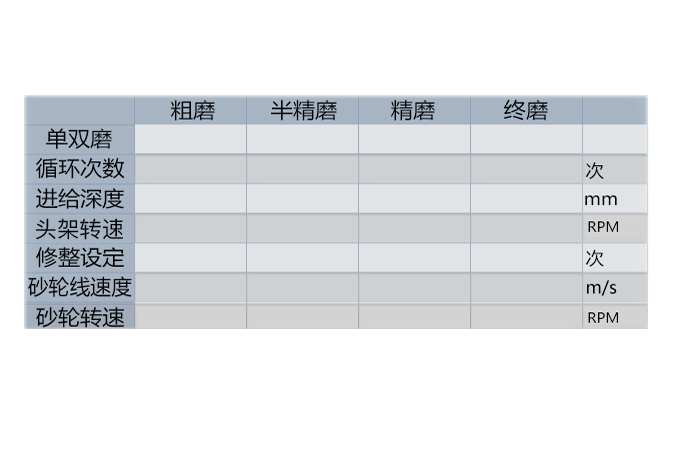 粗磨 半精磨 精磨 终磨
单双磨
循环次数 次
进给深度 mm
头架转速 RPM
修整设定 次
砂轮线速度 m/s
砂轮转速 RPM